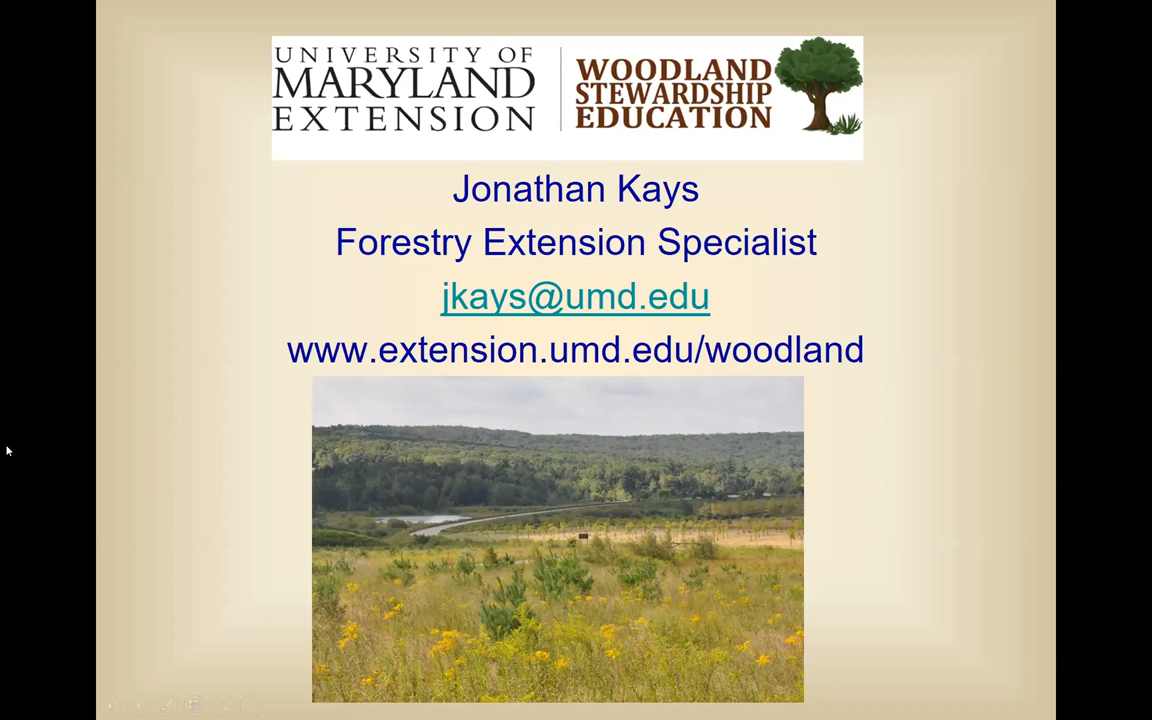 UNIVERSITY OF
MARYLAND
EXTENSION
WOODLAND
STEWARDSHIP
EDUCATION
Jonathan Kays
Forestry Extension Specialist
jkays@umd.edu
www.extension.umd.edu/woodland